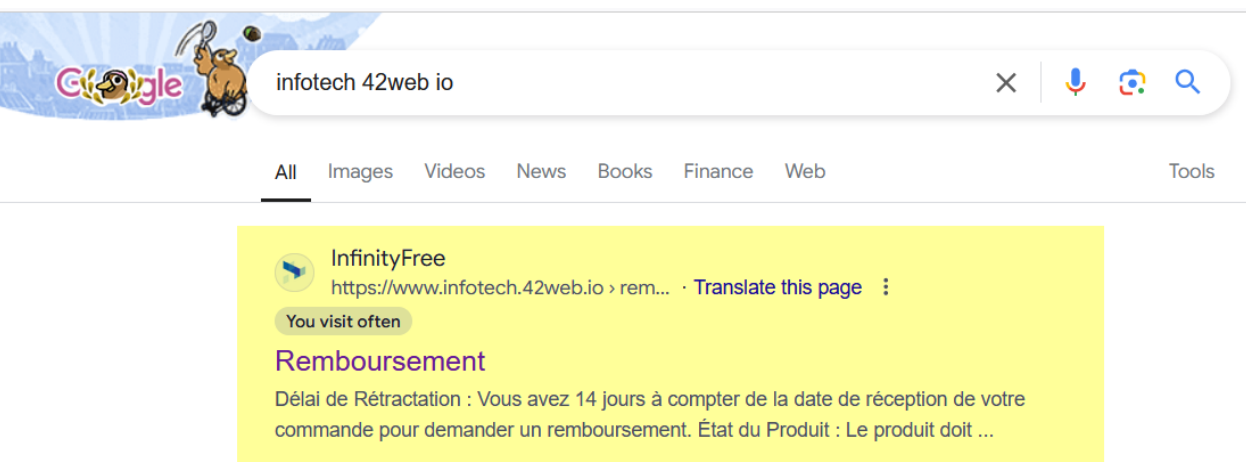 Google
infotech 42web io
All Images Videos News Books Finance Web Tools
InfinityFree
https://www.infotech.42web.io › rem... · Translate this page
You visit often
Remboursement
Délai de Rétractation : Vous avez 14 jours à compter de la date de réception de votre
commande pour demander un remboursement. État du Produit : Le produit doit ...